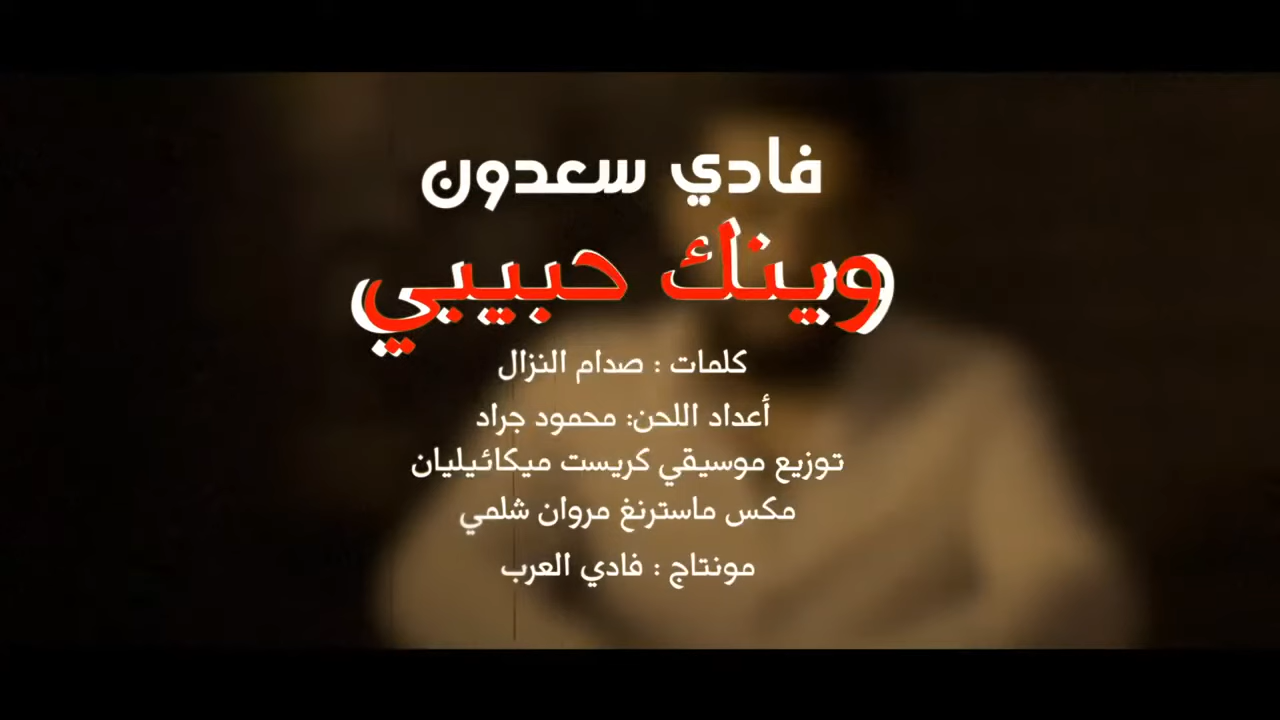 فادي سعدون
وينك حبيبي
كلمات : صدام النزال
أعداد اللحن: محمود جراد
توزيع موسيقي كريست ميكائيليان
مكس ماسترنغ مروان شلمي
مونتاج : فادي العرب